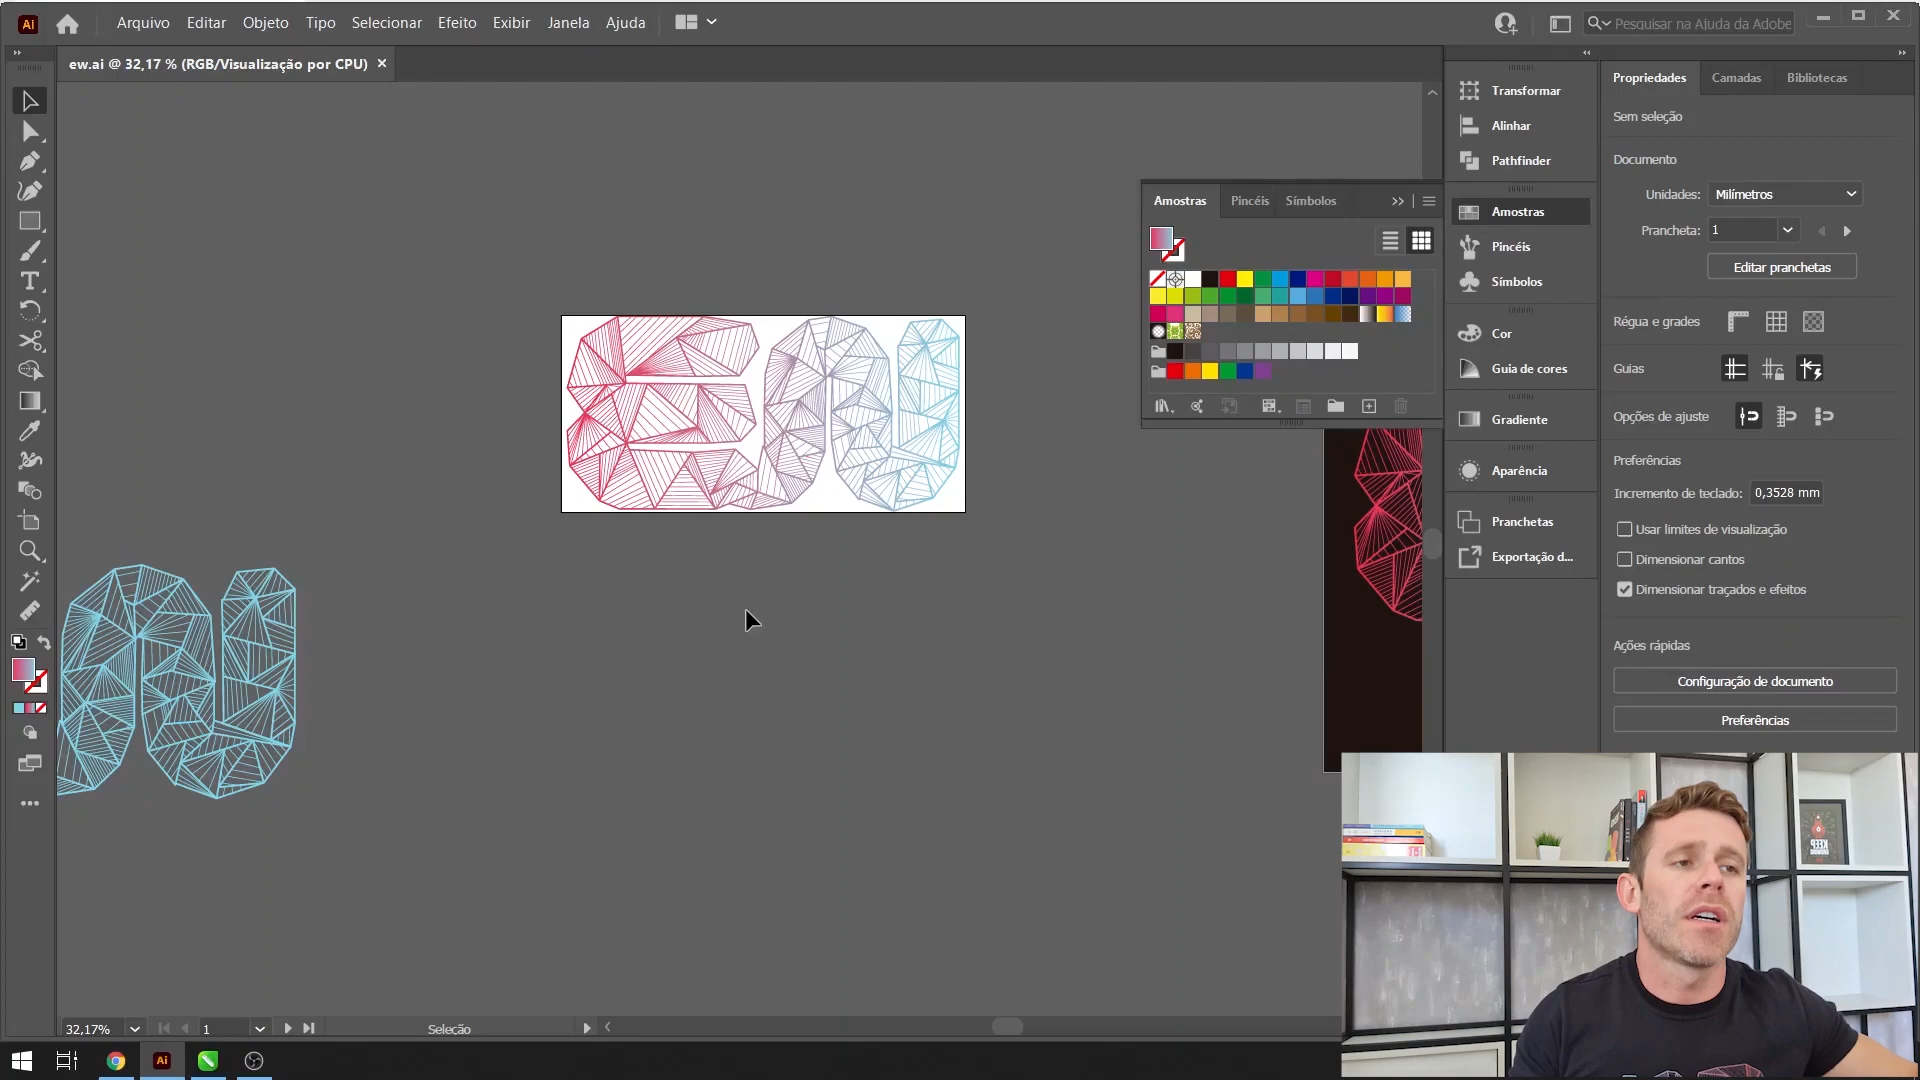 Ai
Arquivo Editar Objeto Tipo Selecionar Efeito Exibir Janela Ajuda
Pesquisar na Ajuda da Adobe
ew.ai @ 32,17 % (RGB/Visualização por CPU)
Transformar
Alinhar
Pathfinder
Amostras
Pincéis
Símbolos
Cor
Guia de cores
Gradiente
Aparência
Pranchetas
Exportação d...
Amostras Pincéis Símbolos
Propriedades Camadas Bibliotecas
Sem seleção
Documento
Unidades: Milímetros
Prancheta: 1
Editar pranchetas
Régua e grades
Guias
Opções de ajuste
Preferências
Incremento de teclado: 0,3528 mm
Usar limites de visualização
Dimensionar cantos
Dimensionar traçados e efeitos
Ações rápidas
Configuração de documento
Preferências
32,17% 1 Seleção
Ai